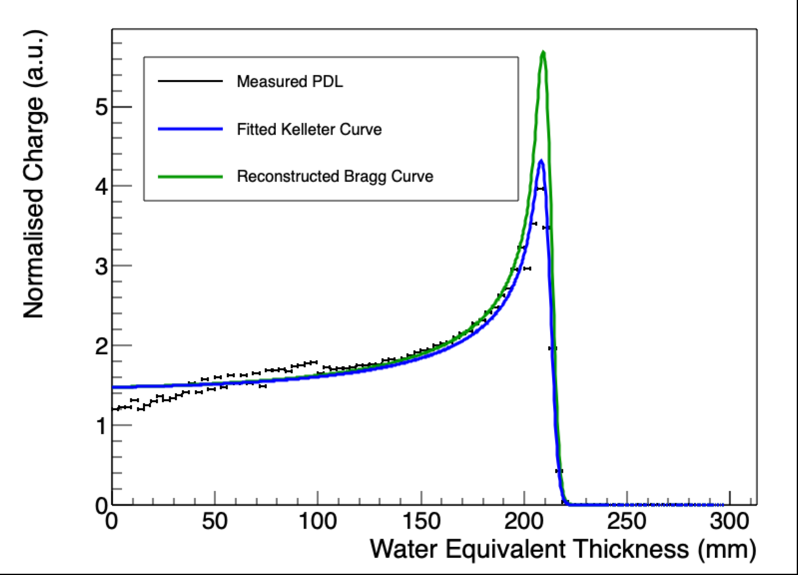 Normalised Charge (a.u.)
Measured PDL
Fitted Kelleter Curve
Reconstructed Bragg Curve
5
4
3
2
1
0
0 50 100 150 200 250 300
Water Equivalent Thickness (mm)